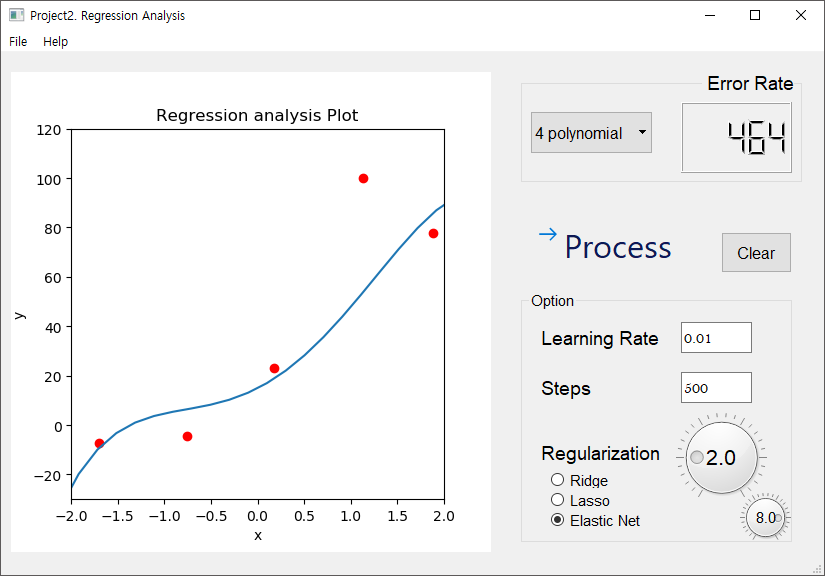 Project2. Regression Analysis
File Help
Error Rate
Regression analysis Plot
4 polynomial
464
120
100
80
60
40
20
0
−20
y
−2.0 −1.5 −1.0 −0.5 0.0 0.5 1.0 1.5 2.0
x
Process
Clear
Option
Learning Rate 0.01
Steps 500
Regularization 2.0
Ridge
Lasso
Elastic Net 8.0